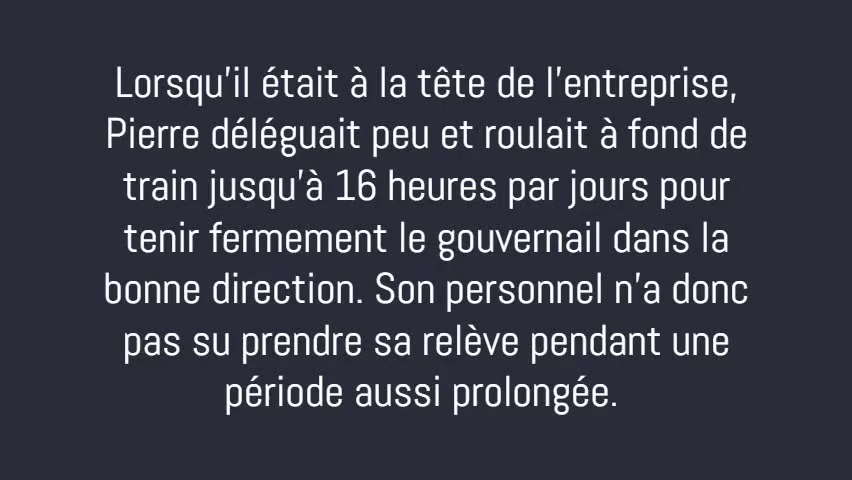 Lorsqu'il était à la tête de l'entreprise,
Pierre déléguait peu et roulait à fond de
train jusqu'à 16 heures par jours pour
tenir fermement le gouvernail dans la
bonne direction. Son personnel n'a donc
pas su prendre sa relève pendant une
période aussi prolongée.